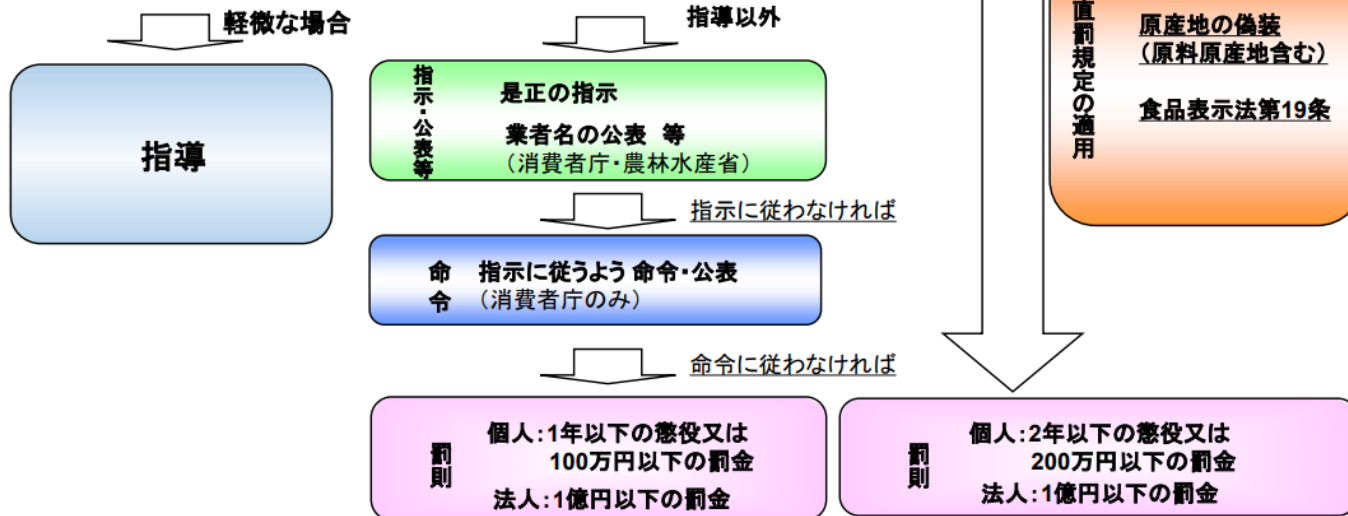 軽微な場合
指導
指導以外
指示・公表等
是正の指示
業者名の公表 等
（消費者庁・農林水産省）
指示に従わなければ
命令
指示に従うよう 命令・公表
（消費者庁のみ）
命令に従わなければ
罰則
個人：1年以下の懲役又は
100万円以下の罰金
法人：1億円以下の罰金
直罰規定の適用
原産地の偽装
（原料原産地含む）
食品表示法第19条
罰則
個人：2年以下の懲役又は
200万円以下の罰金
法人：1億円以下の罰金